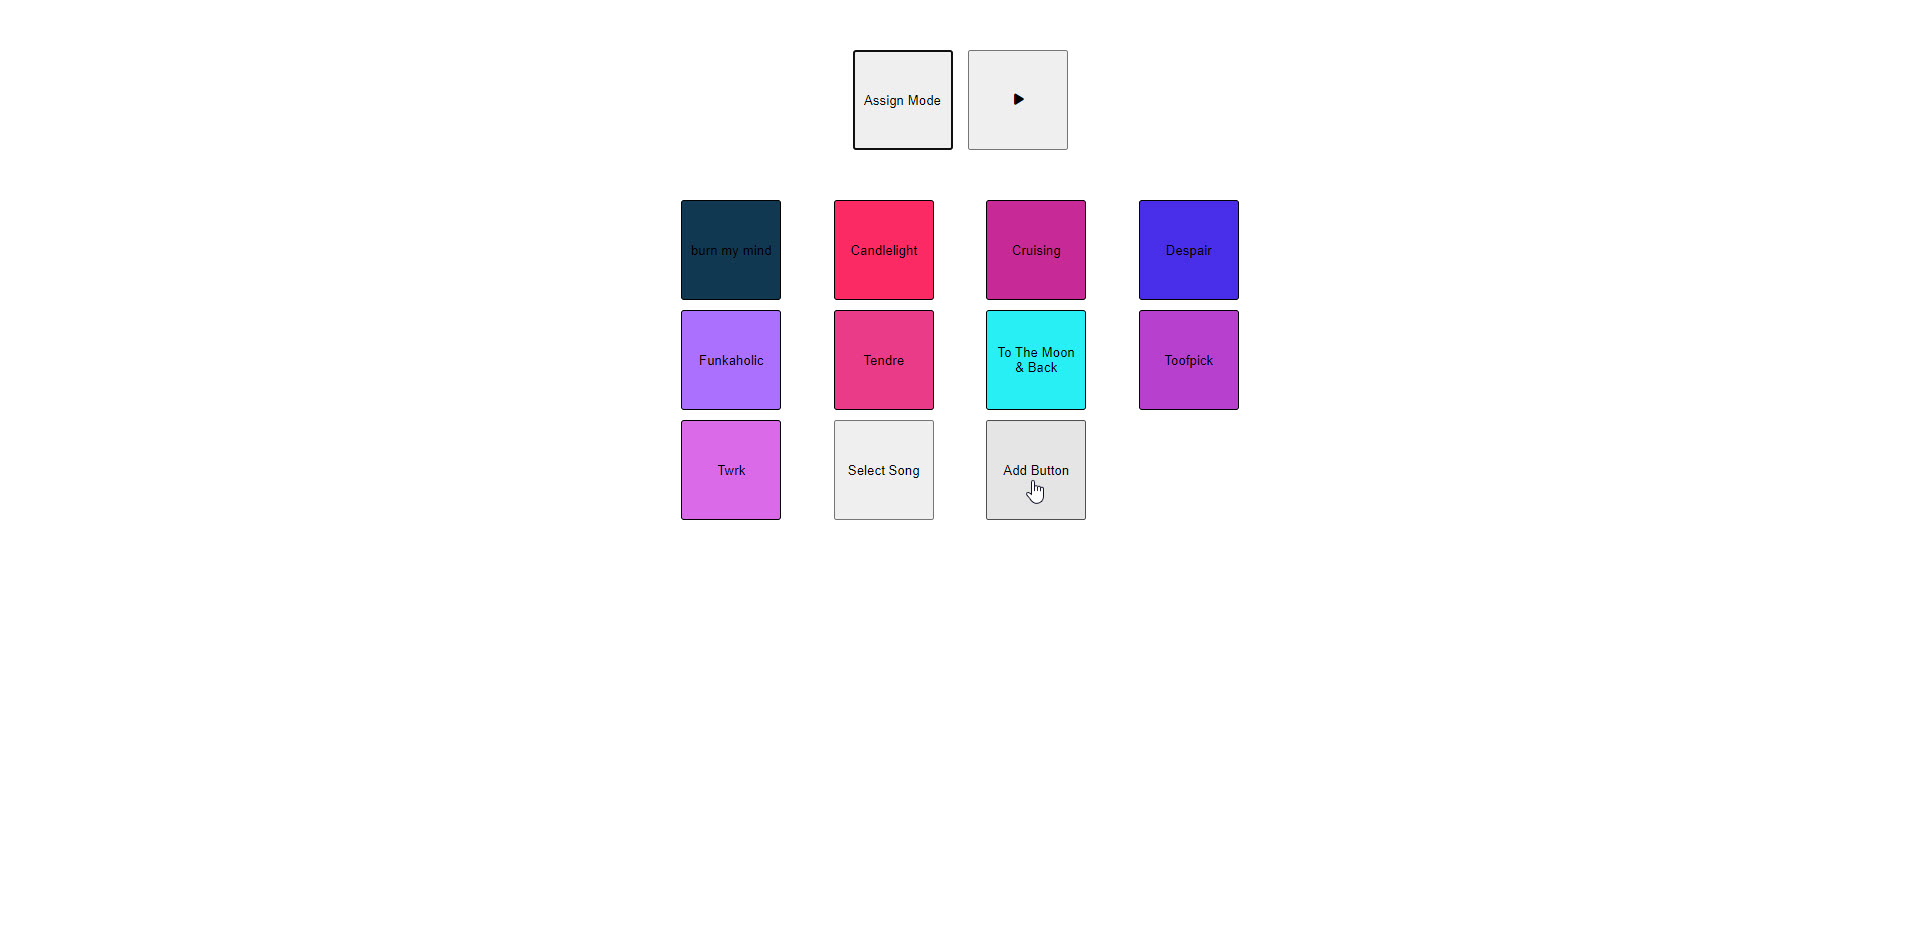 Assign Mode
burn my mind
Candlelight
Cruising
Despair
Funkaholic
Tendre
To The Moon
& Back
Toofpick
Twrk
Select Song
Add Button